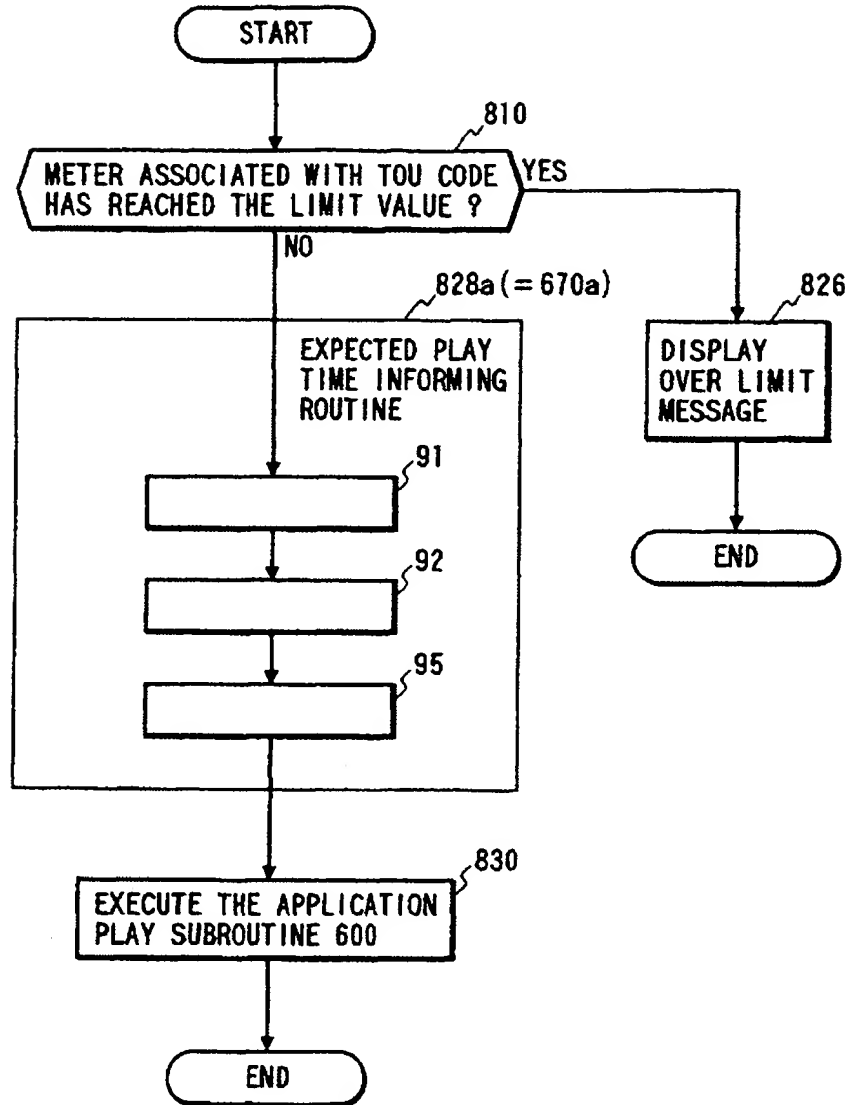 START
810
METER ASSOCIATED WITH TOU CODE
HAS REACHED THE LIMIT VALUE ?
YES
NO
828a (= 670a)
EXPECTED PLAY
TIME INFORMING
ROUTINE
826
DISPLAY
OVER LIMIT
MESSAGE
END
91
92
95
830
EXECUTE THE APPLICATION
PLAY SUBROUTINE 600
END